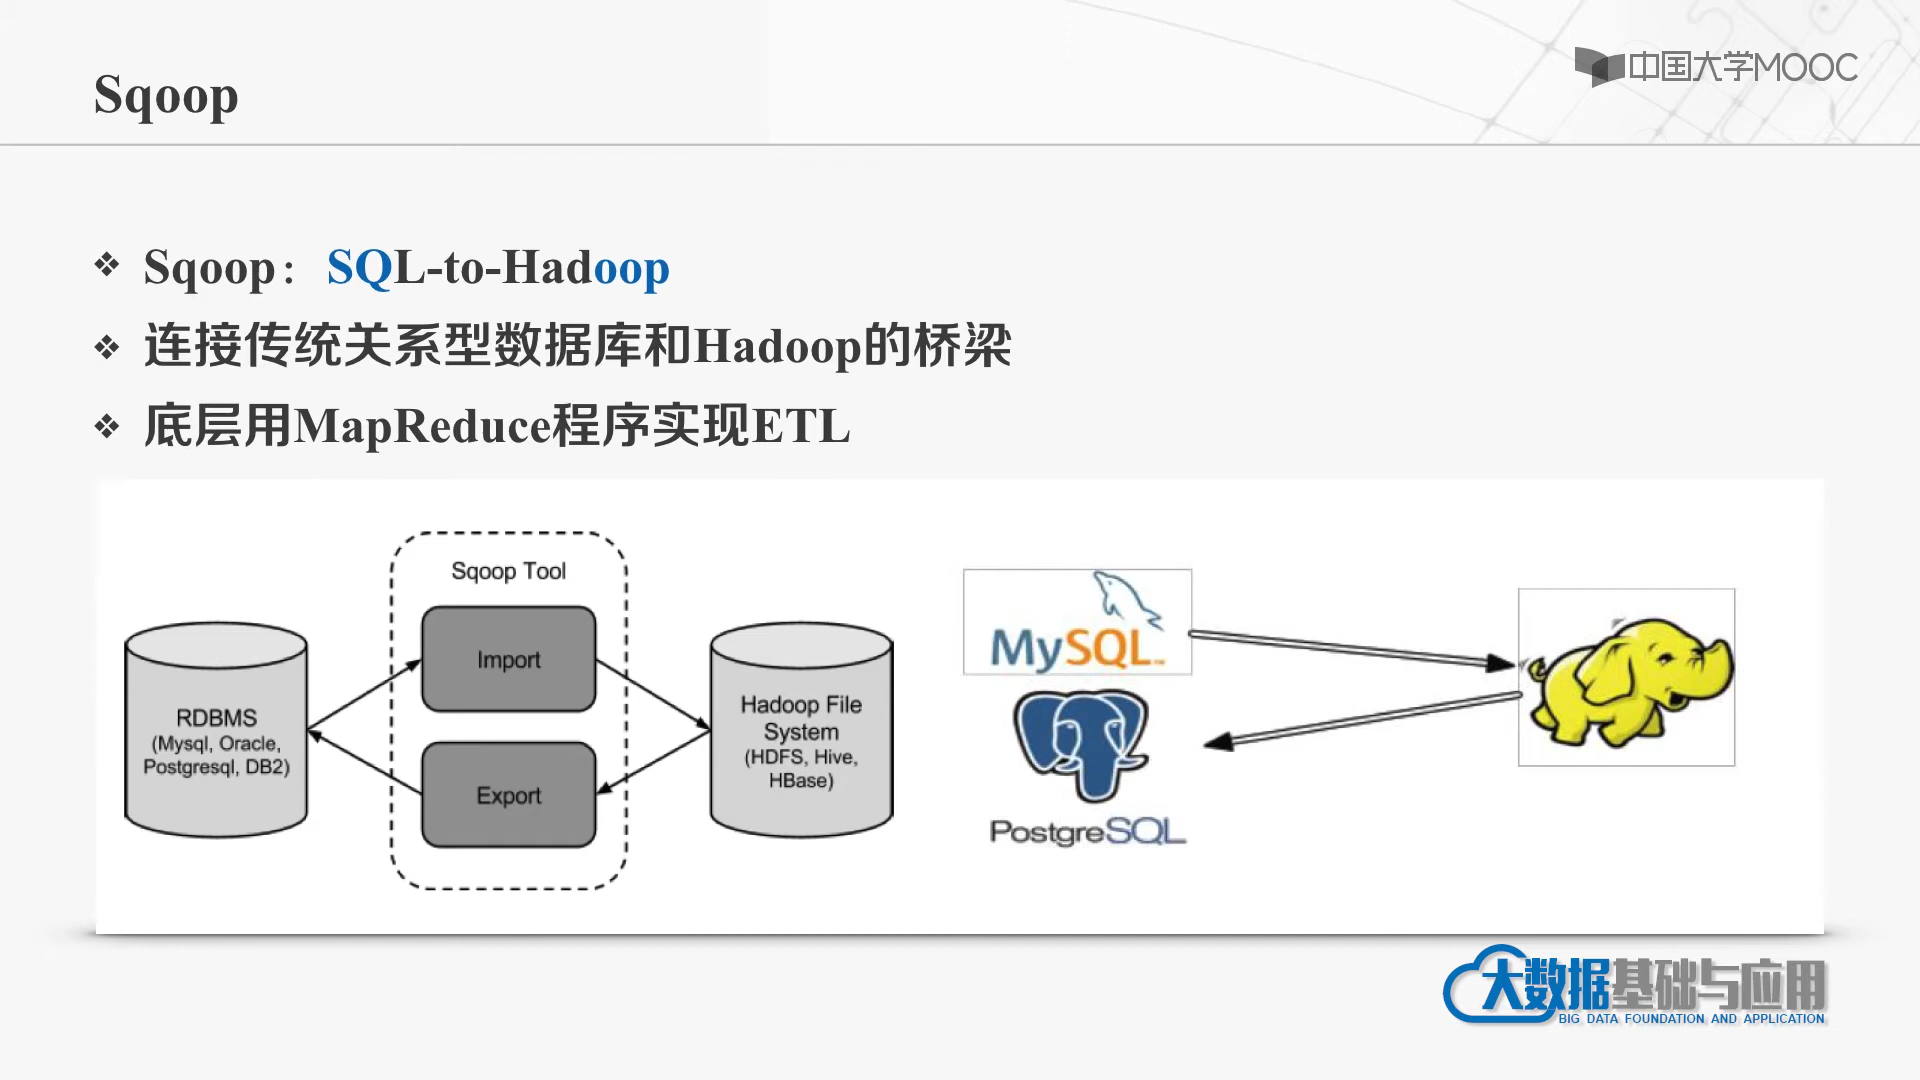 中国大学MOOC
Sqoop
Sqoop：SQL-to-Hadoop
连接传统关系型数据库和Hadoop的桥梁
底层用MapReduce程序实现ETL
Sqoop Tool
Import
Export
RDBMS
(Mysql, Oracle,
Postgresql, DB2)
Hadoop File
System
(HDFS, Hive,
HBase)
MySQL™
PostgreSQL
大数据基础与应用
BIG DATA FOUNDATION AND APPLICATION